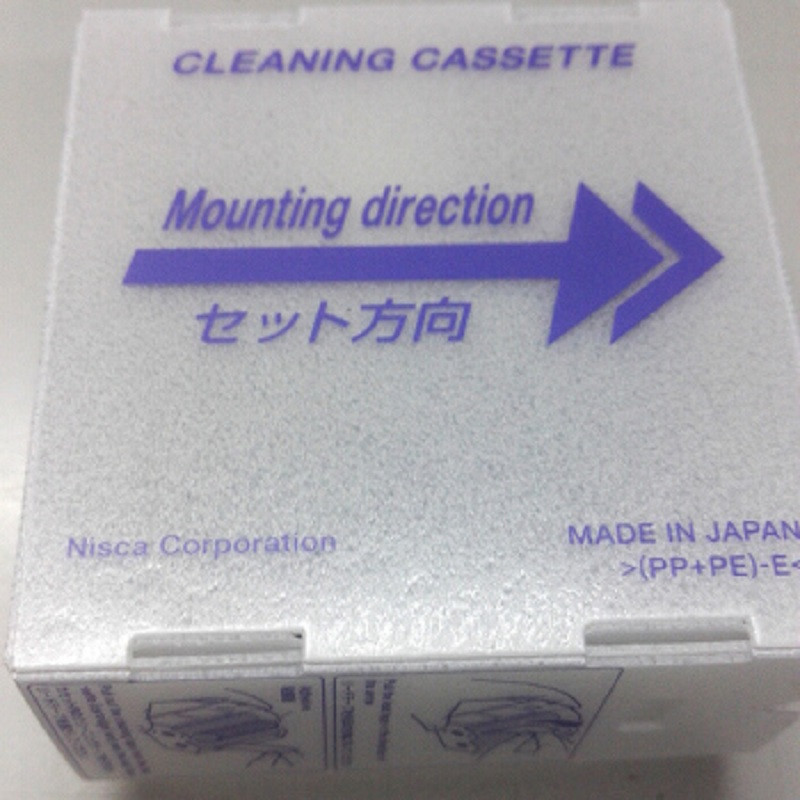 CLEANING CASSETTE
Mounting direction
セット方向
Nisca Corporation
MADE IN JAPAN
>(PP+PE)-E<